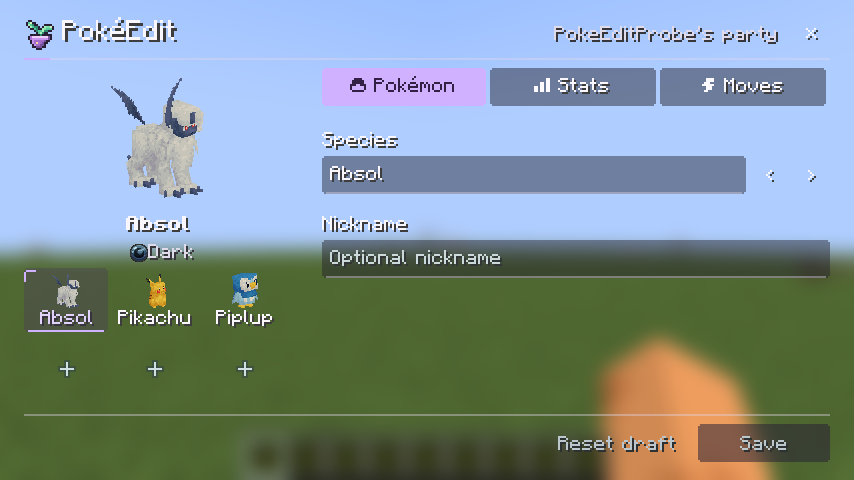 PokéEdit
PokeEditProbe's party
Pokémon
Stats
Moves
Species
Absol
Nickname
Optional nickname
Absol
Dark
Absol
Pikachu
Piplup
Reset draft
Save